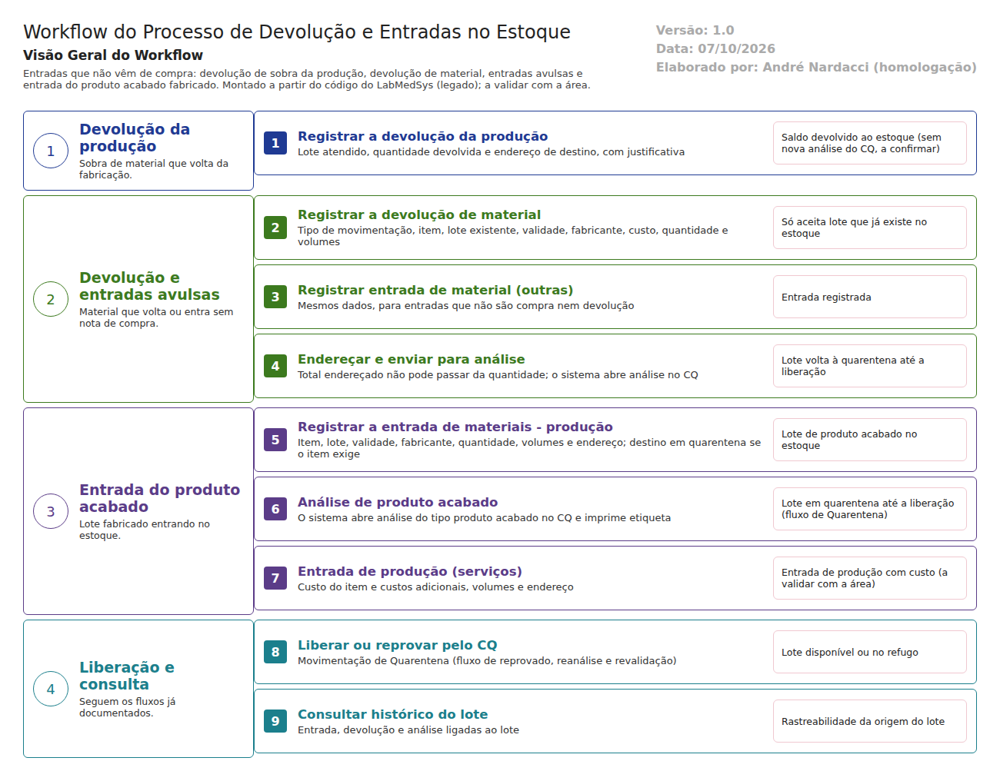 Workflow do Processo de Devolução e Entradas no Estoque
Visão Geral do Workflow
Entradas que não vêm de compra: devolução de sobra da produção, devolução de material, entradas avulsas e
entrada do produto acabado fabricado. Montado a partir do código do LabMedSys (legado); a validar com a área.
Versão: 1.0
Data: 07/10/2026
Elaborado por: André Nardacci (homologação)
1
Devolução da
produção
Sobra de material que volta da
fabricação.
1
Registrar a devolução da produção
Lote atendido, quantidade devolvida e endereço de destino, com justificativa
Saldo devolvido ao estoque (sem
nova análise do CQ, a confirmar)
2
Devolução e
entradas avulsas
Material que volta ou entra sem
nota de compra.
2
Registrar a devolução de material
Tipo de movimentação, item, lote existente, validade, fabricante, custo, quantidade e
volumes
Só aceita lote que já existe no
estoque
3
Registrar entrada de material (outras)
Mesmos dados, para entradas que não são compra nem devolução
Entrada registrada
4
Endereçar e enviar para análise
Total endereçado não pode passar da quantidade; o sistema abre análise no CQ
Lote volta à quarentena até a
liberação
3
Entrada do produto
acabado
Lote fabricado entrando no
estoque.
5
Registrar a entrada de materiais - produção
Item, lote, validade, fabricante, quantidade, volumes e endereço; destino em quarentena se
o item exige
Lote de produto acabado no
estoque
6
Análise de produto acabado
O sistema abre análise do tipo produto acabado no CQ e imprime etiqueta
Lote em quarentena até a liberação
(fluxo de Quarentena)
7
Entrada de produção (serviços)
Custo do item e custos adicionais, volumes e endereço
Entrada de produção com custo (a
validar com a área)
4
Liberação e
consulta
Seguem os fluxos já
documentados.
8
Liberar ou reprovar pelo CQ
Movimentação de Quarentena (fluxo de reprovado, reanálise e revalidação)
Lote disponível ou no refugo
9
Consultar histórico do lote
Entrada, devolução e análise ligadas ao lote
Rastreabilidade da origem do lote